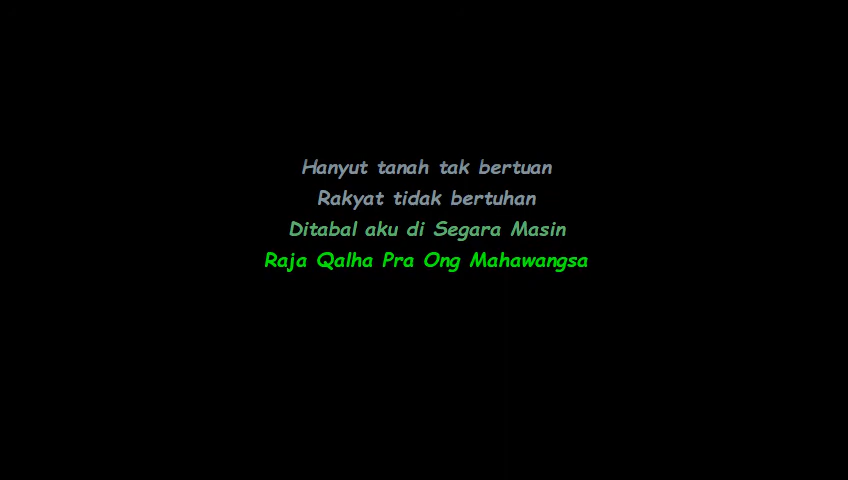 Hanyut tanah tak bertuan
Rakyat tidak bertuhan
Ditabal aku di Segara Masin
Raja Qalha Pra Ong Mahawangsa